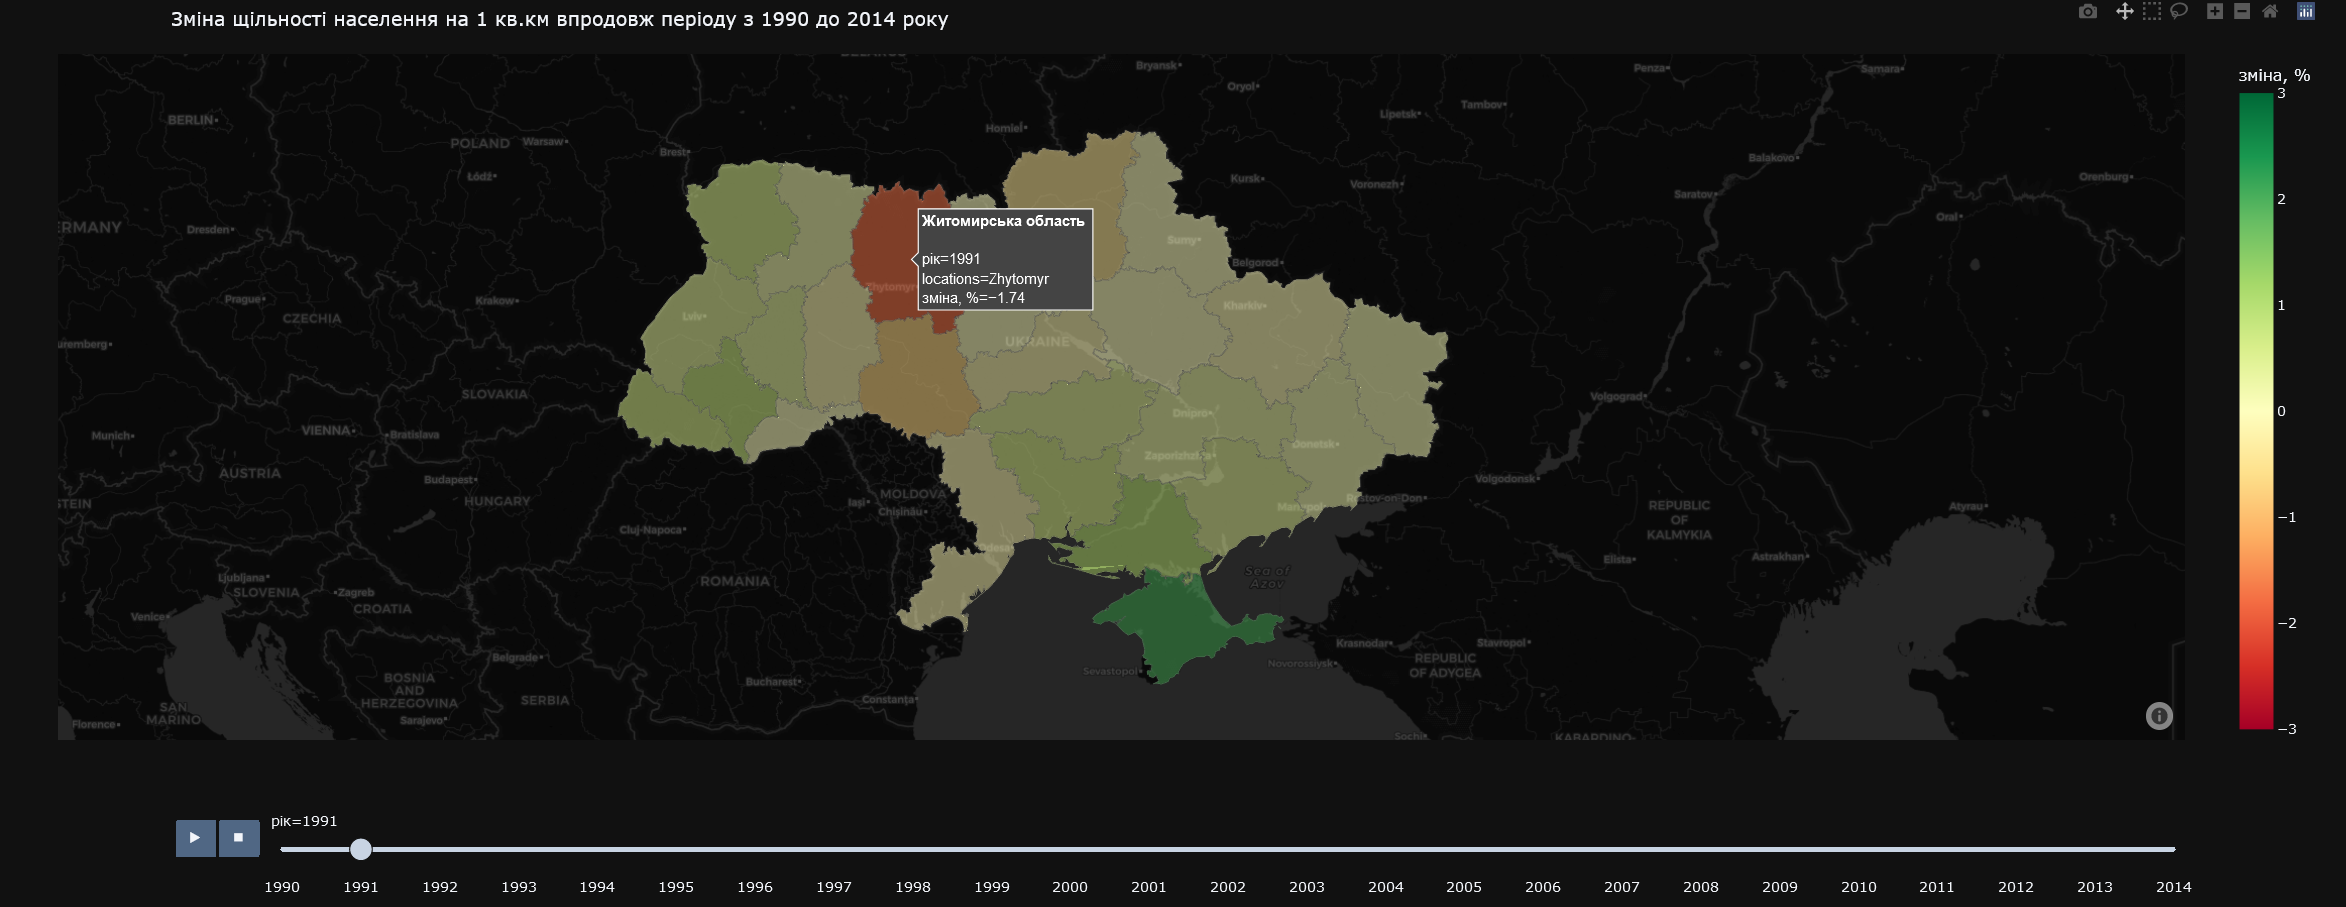 Зміна щільності населення на 1 кв.км впродовж періоду з 1990 до 2014 року
зміна, %
3
2
1
0
−1
−2
−3
Bryansk
Penza
Samara
Oryol
Tambov
Lipetsk
BERLIN
Homiel
POLAND
Warsaw
Brest
Balakovo
Łódź
Kursk
Voronezh
Orenburg
Saratov
Oral
Dresden
Житомирська область
рік=1991
locations=Zhytomyr
зміна, %=−1.74
Sumy
Belgorod
Zhytomyr
Prague
Krakow
Kharkiv
CZECHIA
Lviv
UKRAINE
SLOVAKIA
Volgograd
Dnipro
VIENNA
Bratislava
Munich
Donetsk
Zaporizhzhia
AUSTRIA
Budapest
HUNGARY
Volgodonsk
MOLDOVA
Chișinău
Iași
Rostov-on-Don
Mariupol
REPUBLIC
OF
KALMYKIA
Atyrau
Cluj-Napoca
Odesa
Elista
Astrakhan
Sea of
Azov
Ljubljana
SLOVENIA
Zagreb
ROMANIA
CROATIA
Venice
Krasnodar
Stavropol
Belgrade
Sevastopol
Novorossiysk
REPUBLIC
OF ADYGEA
BOSNIA
AND
HERZEGOVINA
Bucharest
Constanța
SERBIA
SAN
MARINO
Sarajevo
Florence
Sochi
KABARDINO-
рік=1991
1990 1991 1992 1993 1994 1995 1996 1997 1998 1999 2000 2001 2002 2003 2004 2005 2006 2007 2008 2009 2010 2011 2012 2013 2014